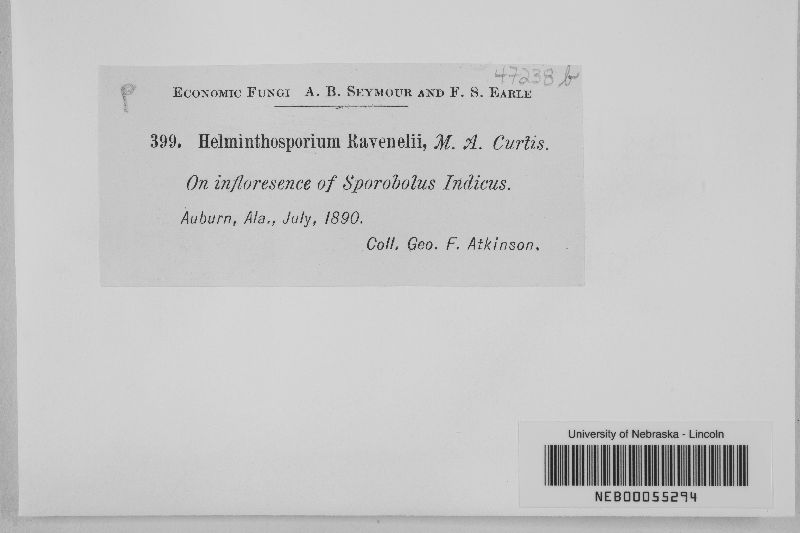 47238 b
P
Economic Fungi A. B. Seymour and F. S. Earle
399. Helminthosporium Ravenelii, M. A. Curtis.
On infloresence of Sporobolus Indicus.
Auburn, Ala., July, 1890.
Coll. Geo. F. Atkinson.
University of Nebraska - Lincoln
NEB00055294